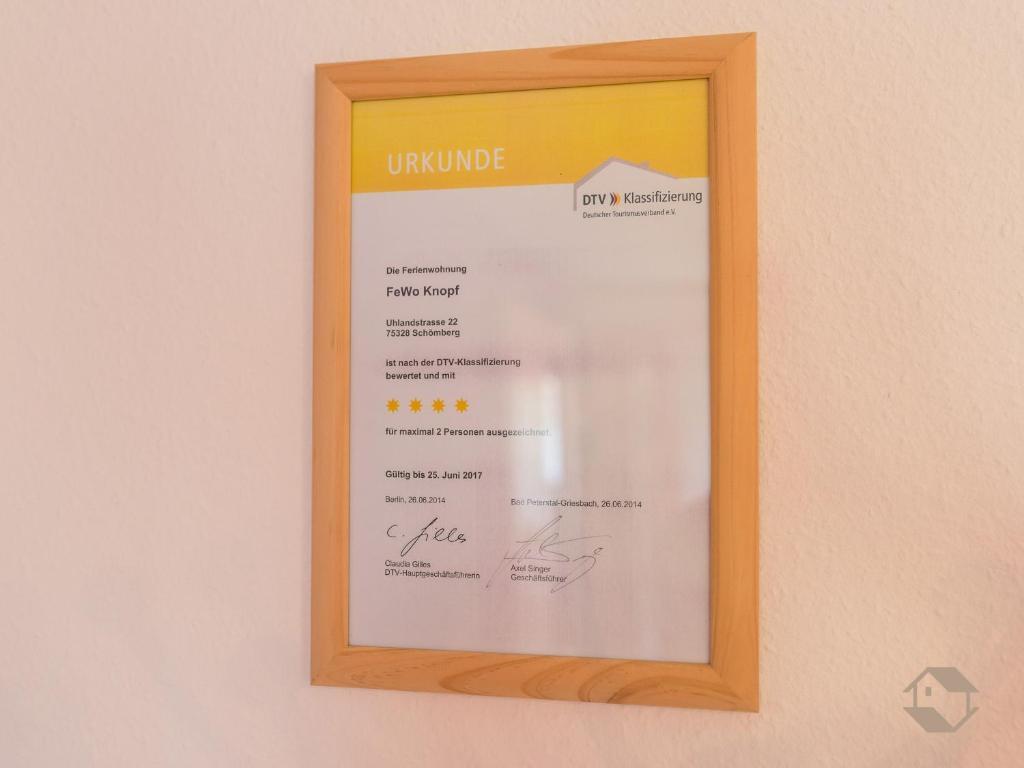 URKUNDE
DTV Klassifizierung
Deutscher Tourismusverband e.V.
Die Ferienwohnung
FeWo Knopf
Uhlandstrasse 22
75328 Schömberg
ist nach der DTV-Klassifizierung
bewertet und mit
für maximal 2 Personen ausgezeichnet.
Gültig bis 25. Juni 2017
Berlin, 26.06.2014
Bad Peterstal-Griesbach, 26.06.2014
C. Gilles
Claudia Gilles
DTV-Hauptgeschäftsführerin
Axel Singer
Geschäftsführer